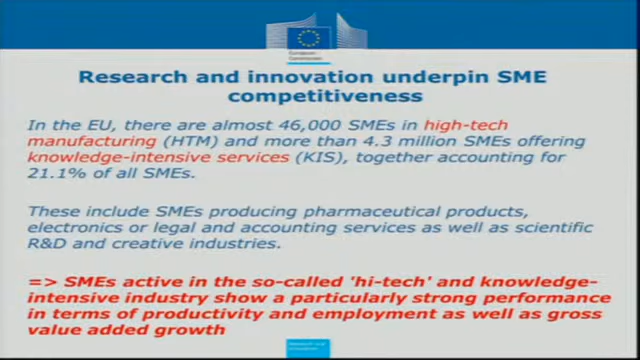 European
Commission
Research and innovation underpin SME
competitiveness
In the EU, there are almost 46,000 SMEs in high-tech
manufacturing (HTM) and more than 4.3 million SMEs offering
knowledge-intensive services (KIS), together accounting for
21.1% of all SMEs.
These include SMEs producing pharmaceutical products,
electronics or legal and accounting services as well as scientific
R&D and creative industries.
=> SMEs active in the so-called 'hi-tech' and knowledge-
intensive industry show a particularly strong performance
in terms of productivity and employment as well as gross
value added growth